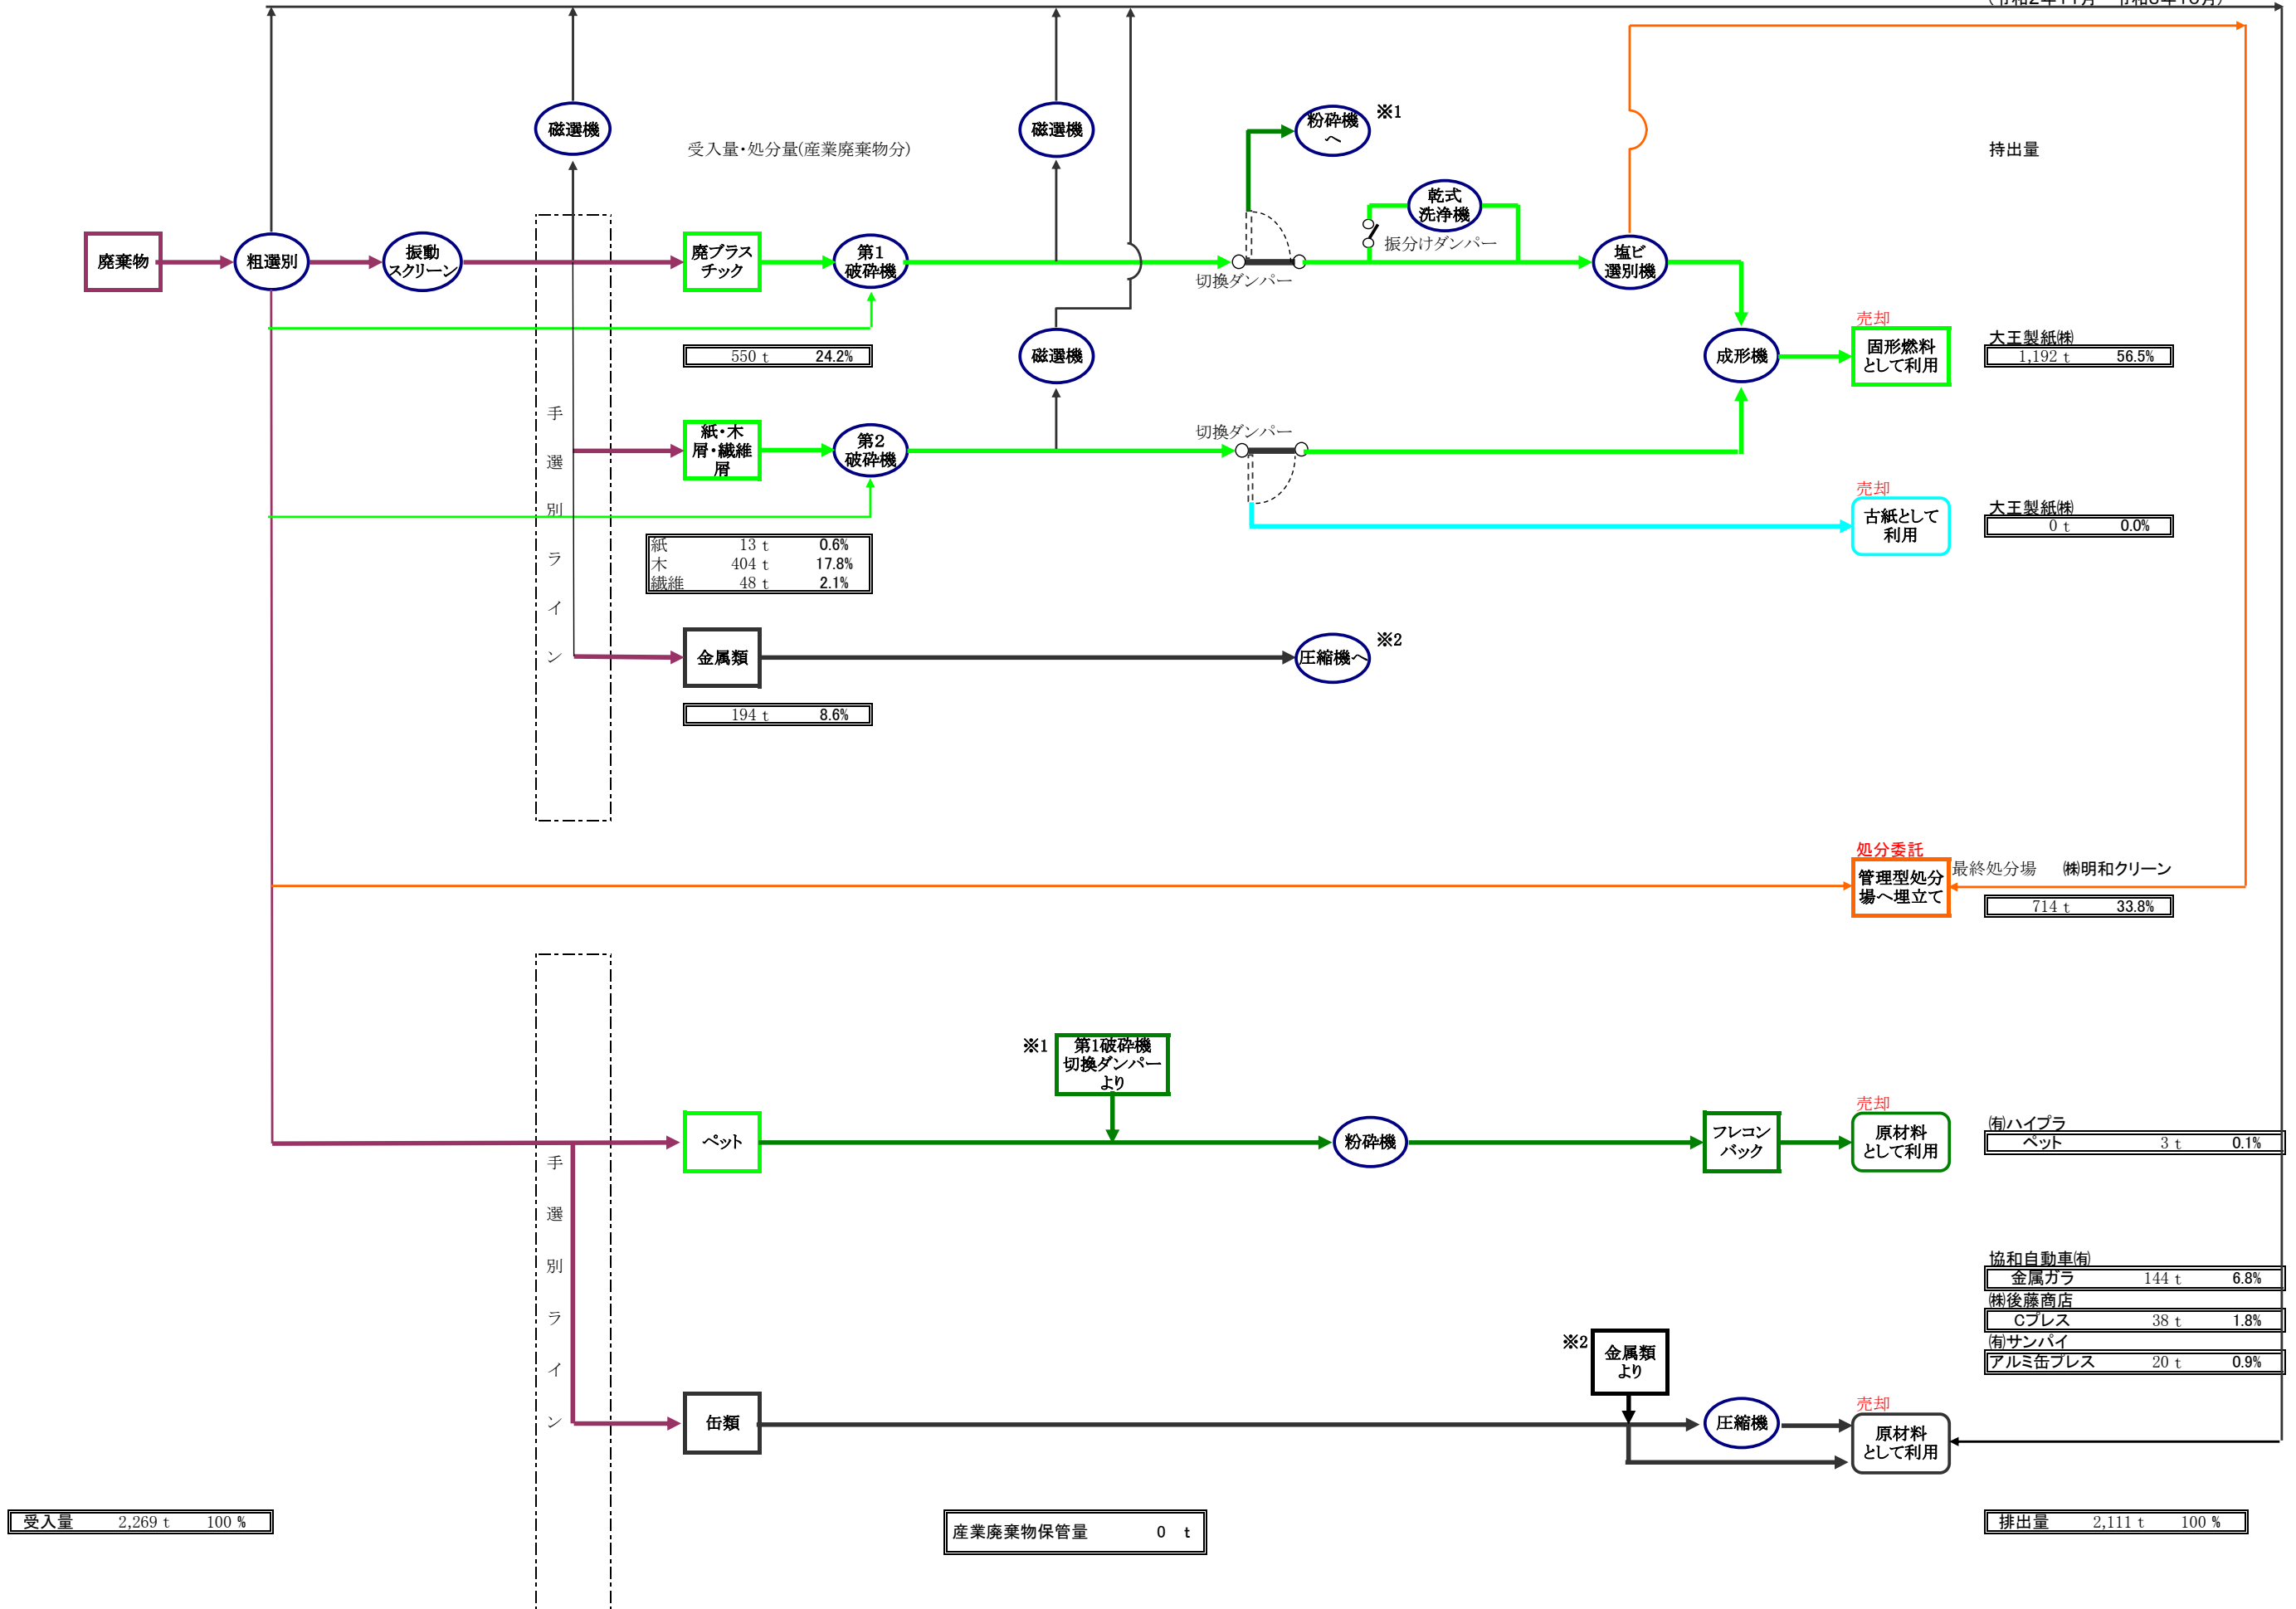 磁選機
磁選機
粉砕機
へ
※1
受入量・処分量(産業廃棄物分)
持出量
乾式
洗浄機
振分けダンパー
廃棄物
粗選別
振動
スクリーン
廃プラス
チック
第1
破砕機
切換ダンパー
塩ビ
選別機
550 t 24.2%
磁選機
成形機
売却
固形燃料
として利用
大王製紙㈱
1,192 t 56.5%
手選別ライン
紙・木
屑・繊維
屑
第2
破砕機
切換ダンパー
売却
古紙として
利用
大王製紙㈱
0 t 0.0%
紙 13 t 0.6%
木 404 t 17.8%
繊維 48 t 2.1%
金属類
圧縮機へ
※2
194 t 8.6%
処分委託
管理型処分
場へ埋立て
最終処分場 ㈱明和クリーン
714 t 33.8%
※1
第1破砕機
切換ダンパー
より
手選別ライン
ペット
粉砕機
フレコン
バック
売却
原材料
として利用
㈲ハイプラ
ペット 3 t 0.1%
協和自動車㈲
金属ガラ 144 t 6.8%
㈱後藤商店
Cプレス 38 t 1.8%
㈲サンパイ
アルミ缶プレス 20 t 0.9%
※2
金属類
より
缶類
圧縮機
売却
原材料
として利用
受入量 2,269 t 100 %
産業廃棄物保管量 0 t
排出量 2,111 t 100 %